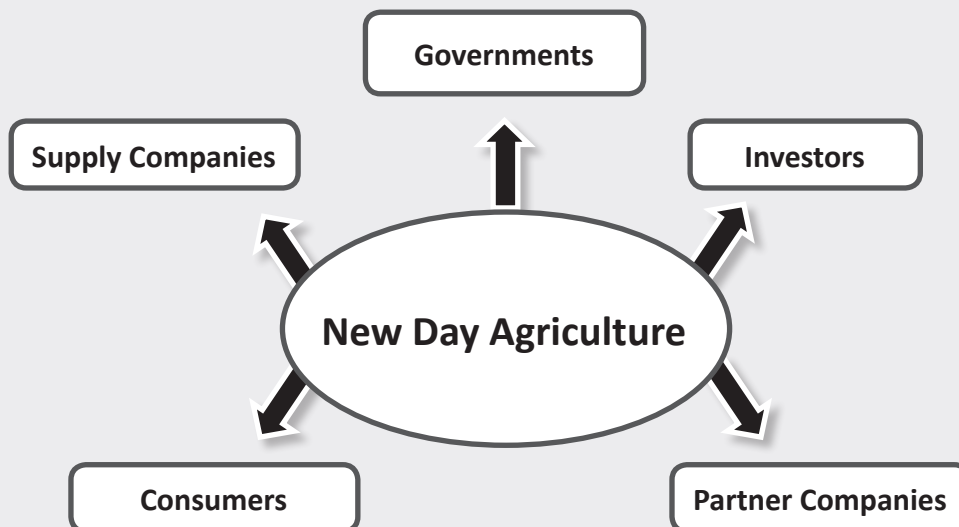 Governments
Supply Companies
Investors
New Day Agriculture
Consumers
Partner Companies